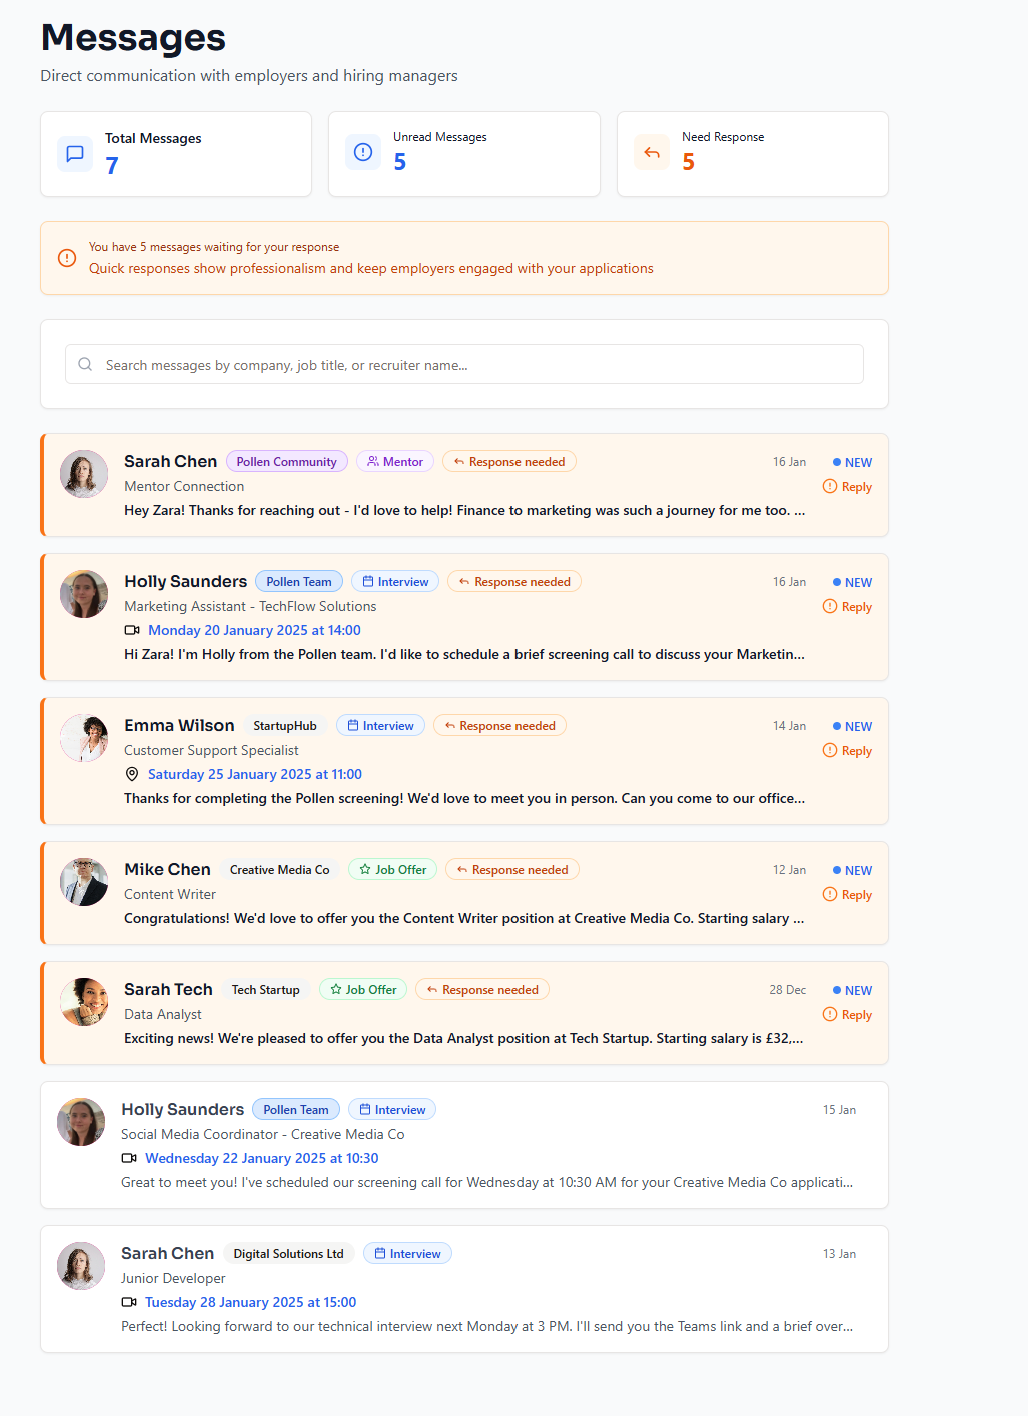 Messages
Direct communication with employers and hiring managers
Total Messages
7
Unread Messages
5
Need Response
5
You have 5 messages waiting for your response
Quick responses show professionalism and keep employers engaged with your applications
Search messages by company, job title, or recruiter name...
Sarah Chen Pollen Community Mentor Response needed 16 Jan NEW
Mentor Connection Reply
Hey Zara! Thanks for reaching out - I'd love to help! Finance to marketing was such a journey for me too. ...
Holly Saunders Pollen Team Interview Response needed 16 Jan NEW
Marketing Assistant - TechFlow Solutions Reply
Monday 20 January 2025 at 14:00
Hi Zara! I'm Holly from the Pollen team. I'd like to schedule a brief screening call to discuss your Marketin...
Emma Wilson StartupHub Interview Response needed 14 Jan NEW
Customer Support Specialist Reply
Saturday 25 January 2025 at 11:00
Thanks for completing the Pollen screening! We'd love to meet you in person. Can you come to our office...
Mike Chen Creative Media Co Job Offer Response needed 12 Jan NEW
Content Writer Reply
Congratulations! We'd love to offer you the Content Writer position at Creative Media Co. Starting salary ...
Sarah Tech Tech Startup Job Offer Response needed 28 Dec NEW
Data Analyst Reply
Exciting news! We're pleased to offer you the Data Analyst position at Tech Startup. Starting salary is £32,...
Holly Saunders Pollen Team Interview 15 Jan
Social Media Coordinator - Creative Media Co
Wednesday 22 January 2025 at 10:30
Great to meet you! I've scheduled our screening call for Wednesday at 10:30 AM for your Creative Media Co applicati...
Sarah Chen Digital Solutions Ltd Interview 13 Jan
Junior Developer
Tuesday 28 January 2025 at 15:00
Perfect! Looking forward to our technical interview next Monday at 3 PM. I'll send you the Teams link and a brief over...